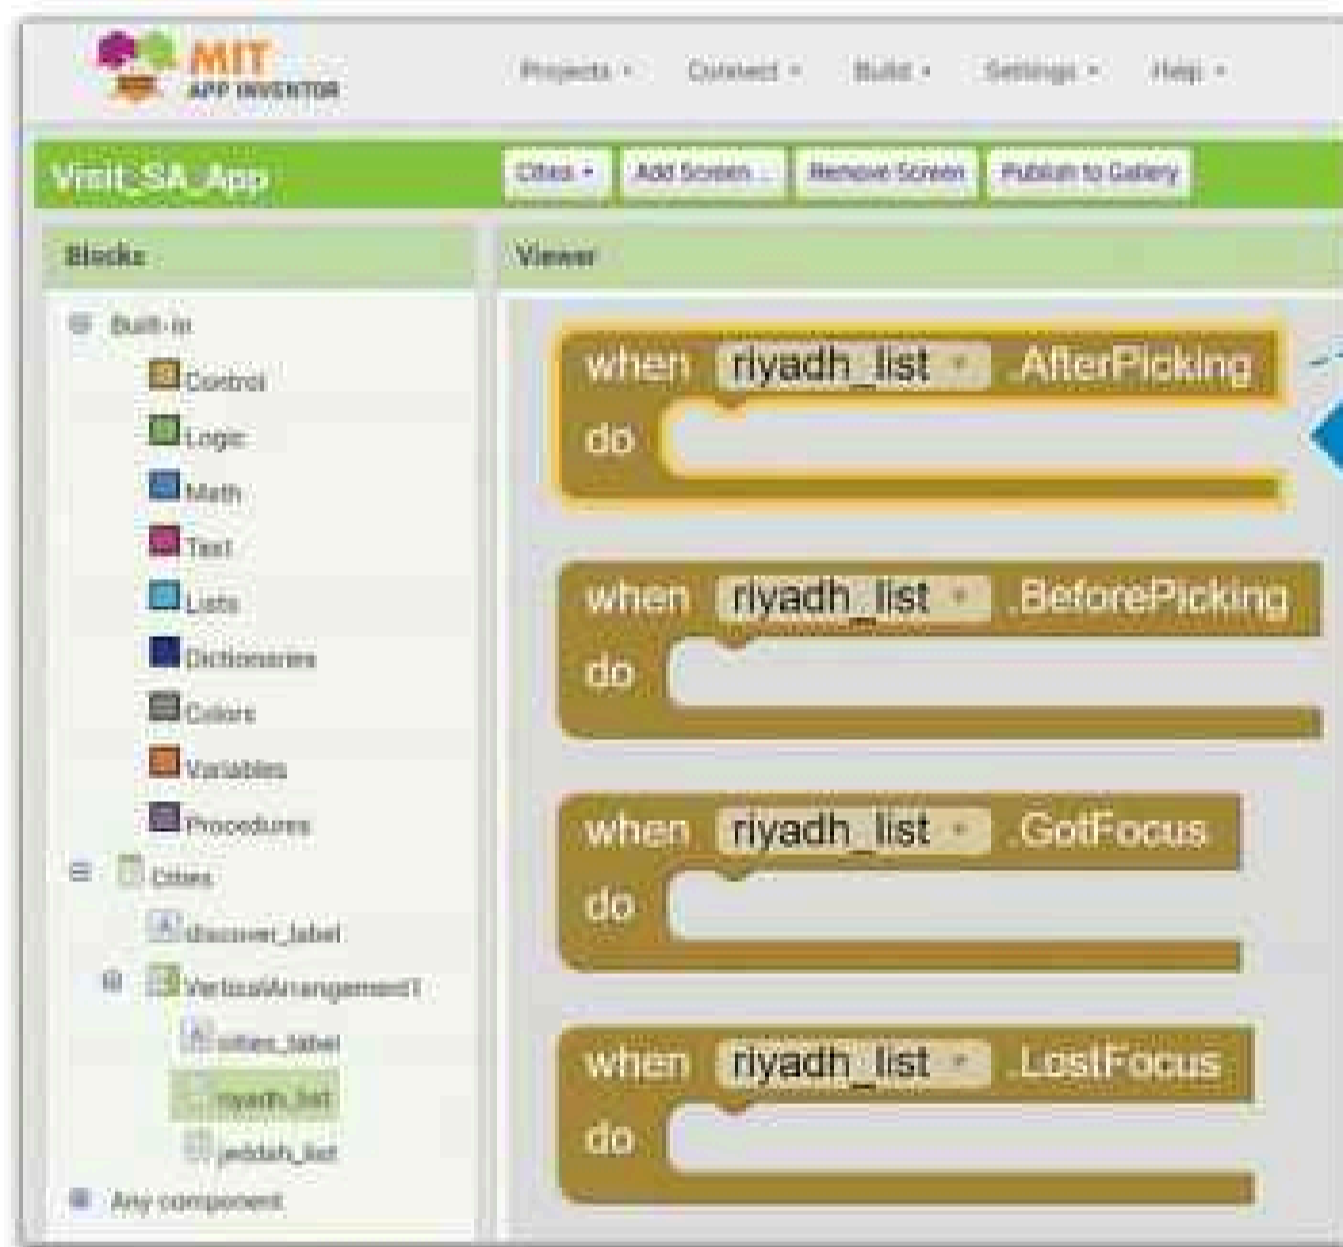 MIT
APP INVENTOR
Projects Connect Build Settings Help
Visit_SA_App
Cities Add Screen ... Remove Screen Publish to Gallery
Blocks
Viewer
Built-in
Control
Logic
Math
Text
Lists
Dictionaries
Colors
Variables
Procedures
Cities
discover_label
VerticalArrangement1
cities_label
riyadh_list
jeddah_list
Any component
when riyadh_list .AfterPicking
do
when riyadh_list .BeforePicking
do
when riyadh_list .GotFocus
do
when riyadh_list .LostFocus
do